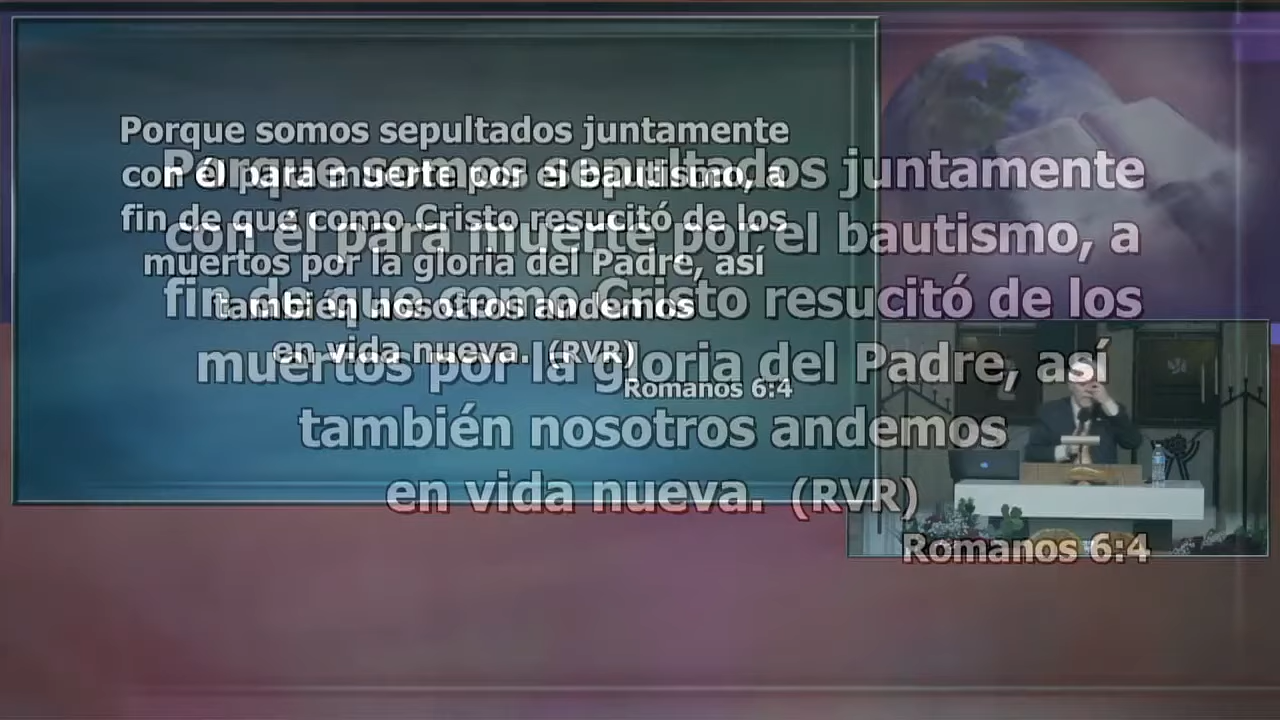 Porque somos sepultados juntamente
con él para muerte por el bautismo, a
fin de que como Cristo resucitó de los
muertos por la gloria del Padre, así
también nosotros andemos
en vida nueva. (RVR)
Romanos 6:4
Porque somos sepultados juntamente
con él para muerte por el bautismo, a
fin de que como Cristo resucitó de los
muertos por la gloria del Padre, así
también nosotros andemos
en vida nueva. (RVR)
Romanos 6:4